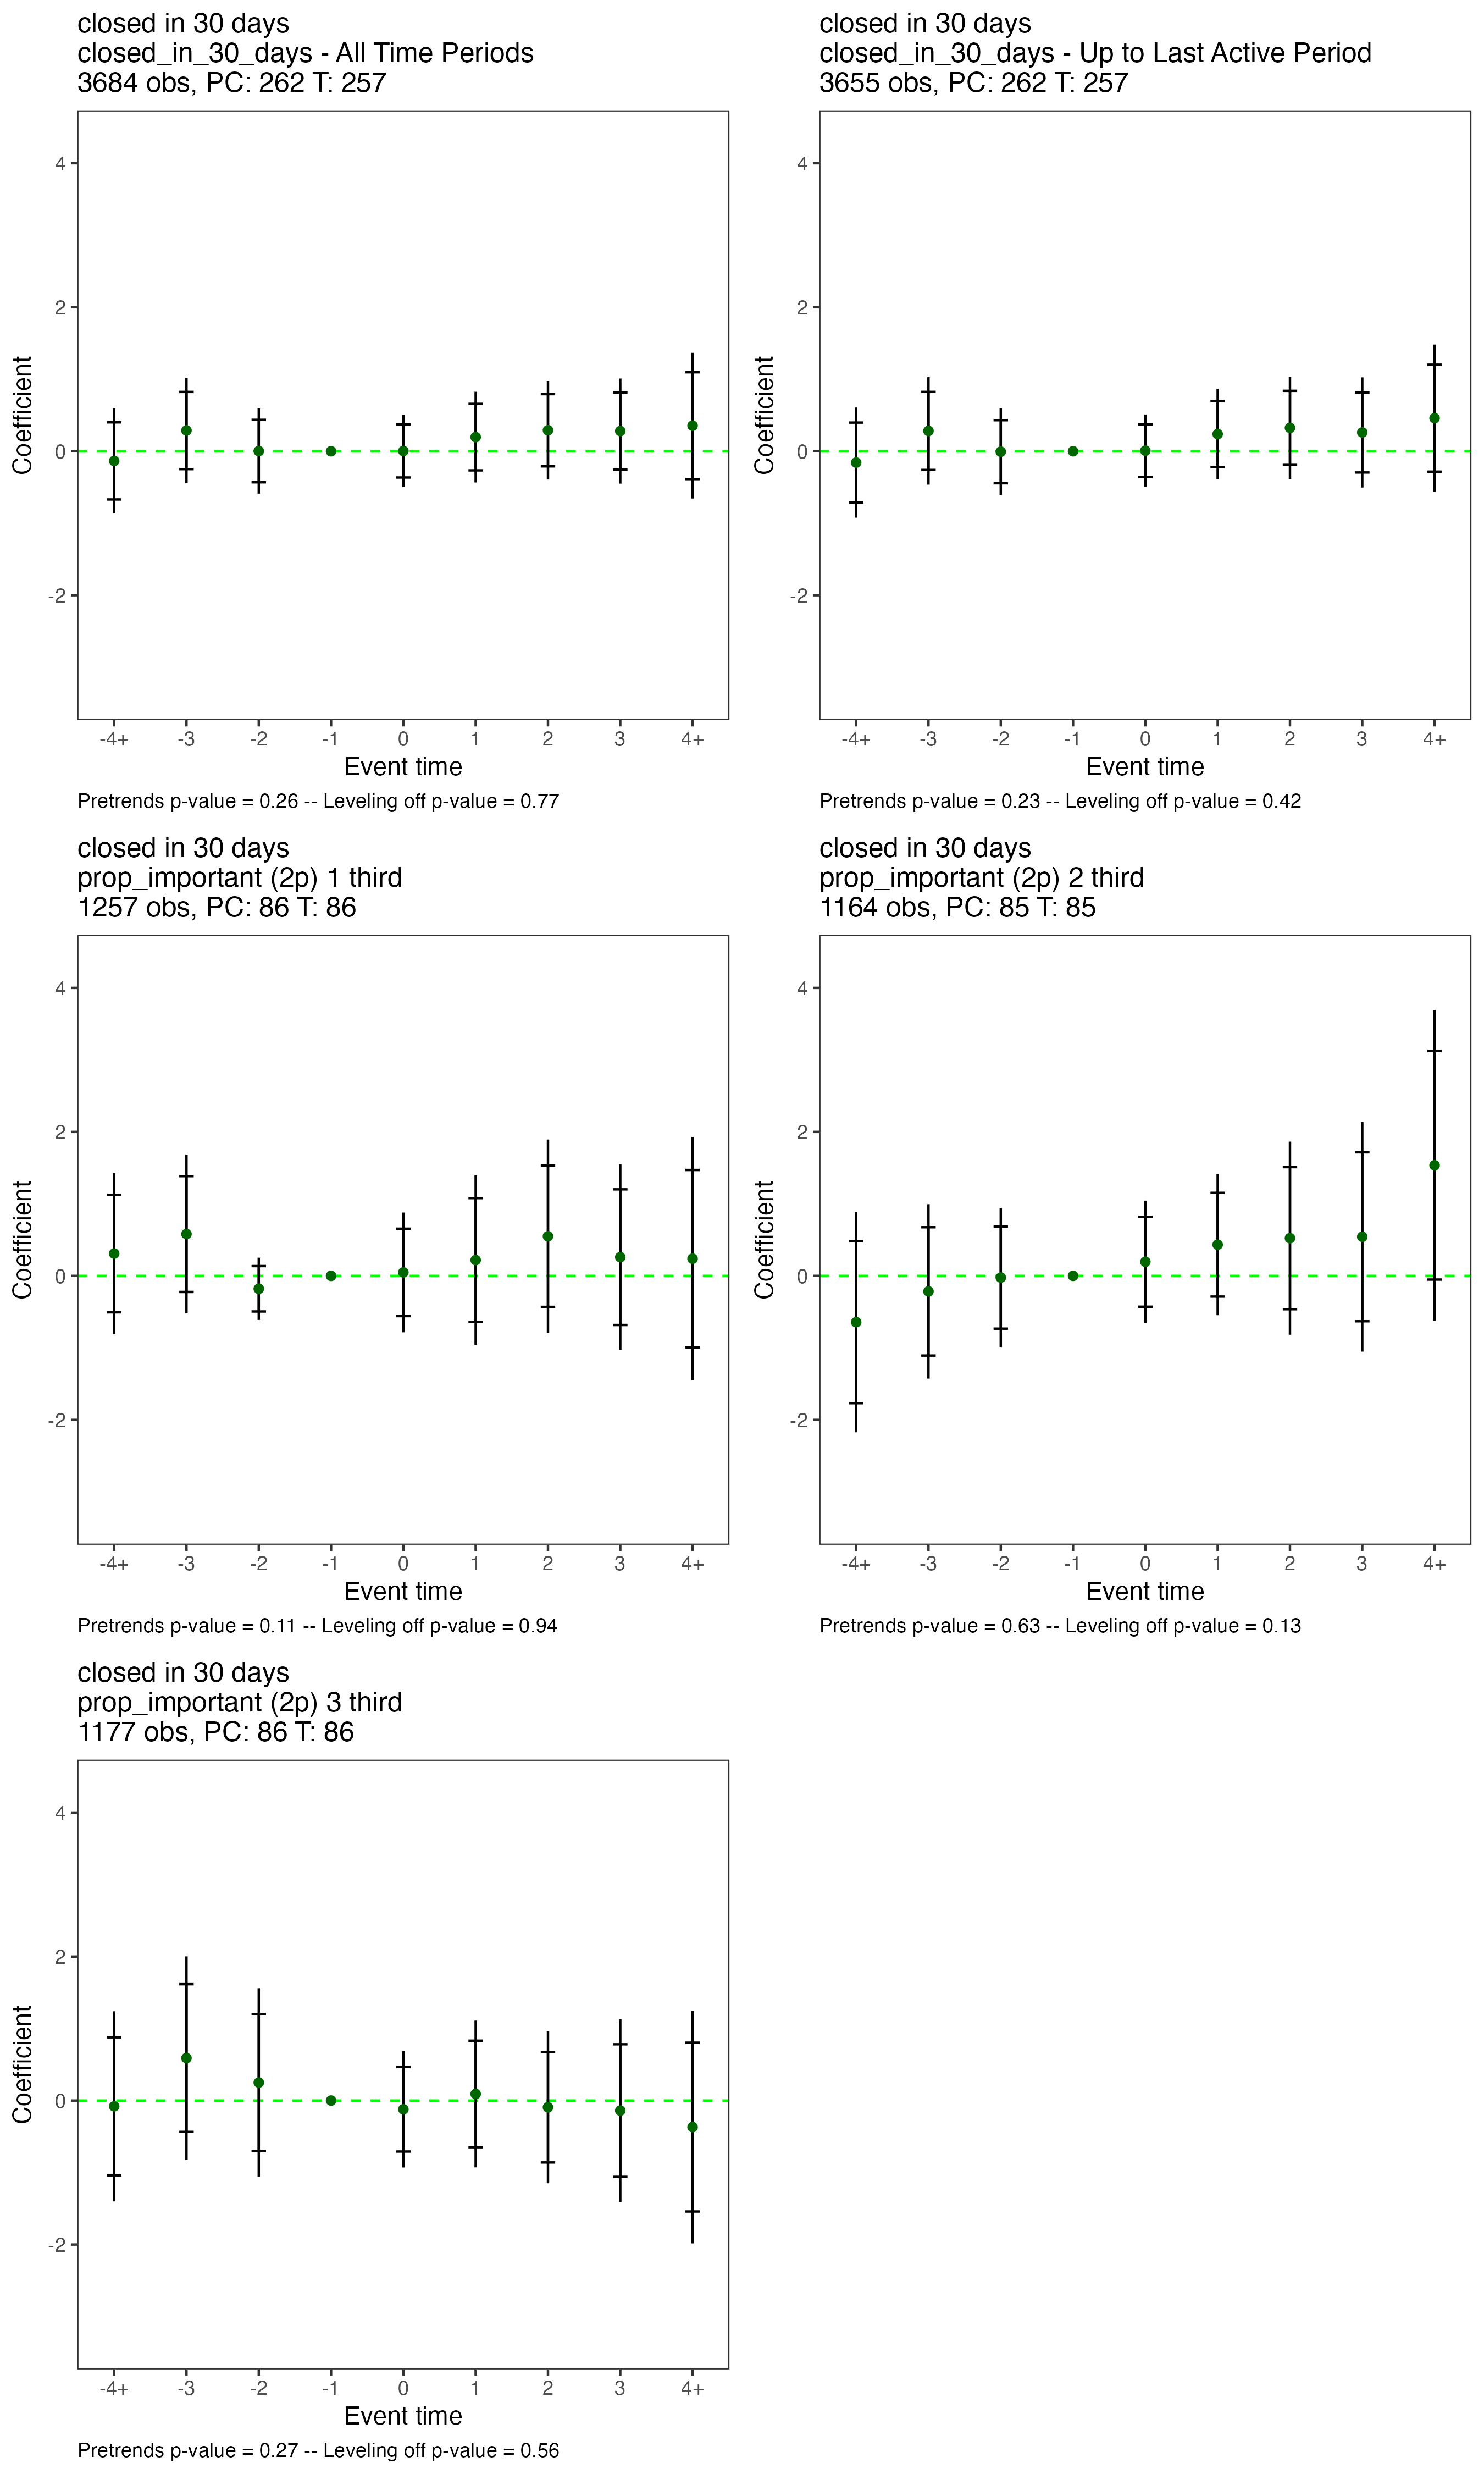 closed in 30 days
closed_in_30_days - All Time Periods
3684 obs, PC: 262 T: 257
4
2
0
-2
Coefficient
-4+ -3 -2 -1 0 1 2 3 4+
Event time
Pretrends p-value = 0.26 -- Leveling off p-value = 0.77
closed in 30 days
closed_in_30_days - Up to Last Active Period
3655 obs, PC: 262 T: 257
4
2
0
-2
Coefficient
-4+ -3 -2 -1 0 1 2 3 4+
Event time
Pretrends p-value = 0.23 -- Leveling off p-value = 0.42
closed in 30 days
prop_important (2p) 1 third
1257 obs, PC: 86 T: 86
4
2
0
-2
Coefficient
-4+ -3 -2 -1 0 1 2 3 4+
Event time
Pretrends p-value = 0.11 -- Leveling off p-value = 0.94
closed in 30 days
prop_important (2p) 2 third
1164 obs, PC: 85 T: 85
4
2
0
-2
Coefficient
-4+ -3 -2 -1 0 1 2 3 4+
Event time
Pretrends p-value = 0.63 -- Leveling off p-value = 0.13
closed in 30 days
prop_important (2p) 3 third
1177 obs, PC: 86 T: 86
4
2
0
-2
Coefficient
-4+ -3 -2 -1 0 1 2 3 4+
Event time
Pretrends p-value = 0.27 -- Leveling off p-value = 0.56